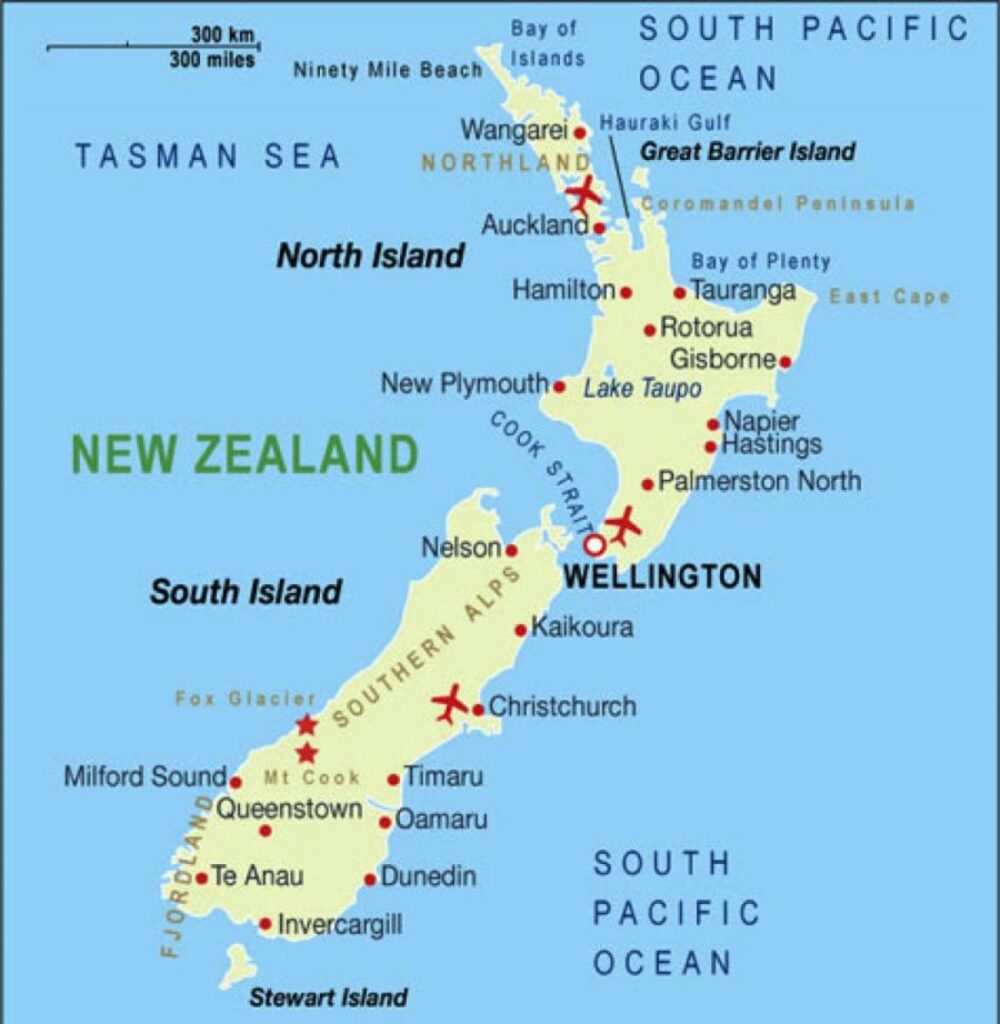 300 km
300 miles
Bay of
Islands
SOUTH PACIFIC
OCEAN
Ninety Mile Beach
TASMAN SEA
Wangarei
Hauraki Gulf
NORTHLAND
Great Barrier Island
Coromandel Peninsula
Auckland
North Island
Bay of Plenty
Hamilton
Tauranga
East Cape
Rotorua
Gisborne
New Plymouth
Lake Taupo
COOK STRAIT
Napier
NEW ZEALAND
Hastings
Palmerston North
Nelson
WELLINGTON
South Island
SOUTHERN ALPS
Kaikoura
Fox Glacier
Christchurch
Milford Sound
Mt Cook
Timaru
Queenstown
Oamaru
FJORDLAND
Te Anau
Dunedin
SOUTH
PACIFIC
OCEAN
Invercargill
Stewart Island